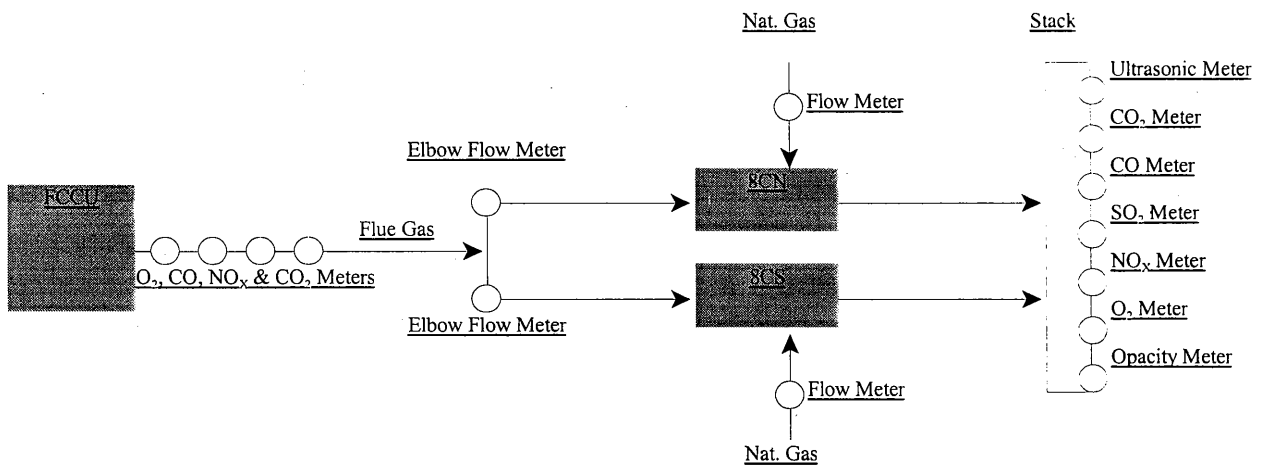 Nat. Gas
Stack
Ultrasonic Meter
Flow Meter
CO₂ Meter
Elbow Flow Meter
CO Meter
8CN
FCCU
SO₂ Meter
Flue Gas
NOX Meter
O₂, CO, NOX & CO₂ Meters
8CS
O₂ Meter
Elbow Flow Meter
Opacity Meter
Flow Meter
Nat. Gas